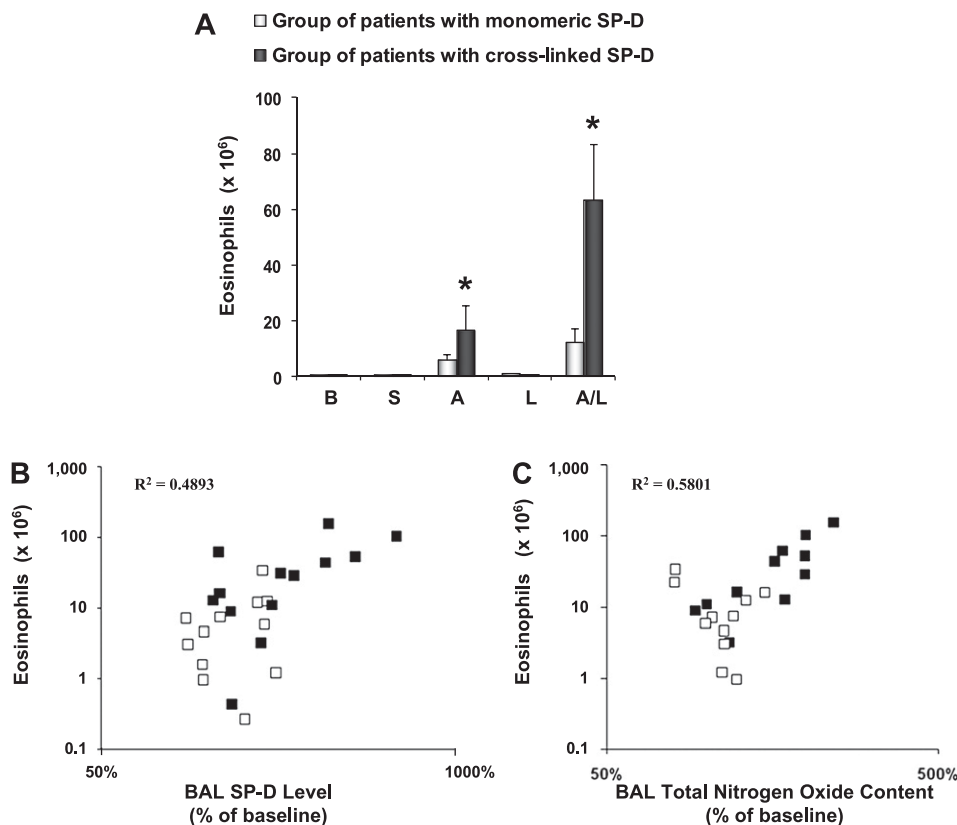 A
Group of patients with monomeric SP-D
Group of patients with cross-linked SP-D
100
80
60
40
20
0
Eosinophils (x 10⁶)
*
*
B S A L A/L
B
1,000
100
10
1
0.1
Eosinophils (x 10⁶)
R² = 0.4893
50% 1000%
BAL SP-D Level
(% of baseline)
C
1,000
100
10
1
0.1
Eosinophils (x 10⁶)
R² = 0.5801
50% 500%
BAL Total Nitrogen Oxide Content
(% of baseline)